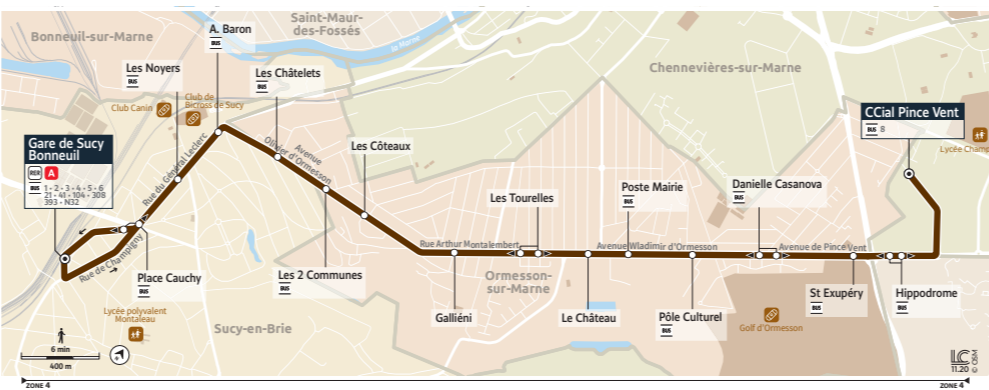 Bonneuil-sur-Marne
Saint-Maur-
des-Fossés
la Marne
A. Baron
BUS
Les Noyers
BUS
Les Châtelets
BUS
Chennevières-sur-Marne
Club Canin
Club de
Bicross de Sucy
CCial Pince Vent
BUS 8
Lycée Champ
Gare de Sucy
Bonneuil
RER A
BUS 1 • 2 • 3 • 4 • 5 • 6
21 • 41 • 104 • 308
393 • N32
Rue du Général Leclerc
Avenue
Olivier d'Ormesson
Les Côteaux
Les Tourelles
BUS
Poste Mairie
BUS
Danielle Casanova
BUS
Rue de Champigny
Rue Arthur Montalembert
Avenue Wladimir d'Ormesson
Avenue de Pince Vent
Place Cauchy
BUS
Les 2 Communes
BUS
Ormesson-
sur-Marne
Galliéni
Le Château
Pôle Culturel
BUS
St Exupéry
BUS
Hippodrome
BUS
Golf d'Ormesson
Lycée polyvalent
Montaleau
Sucy-en-Brie
6 min
400 m
LC
11.20
© OSM
ZONE 4
ZONE 4